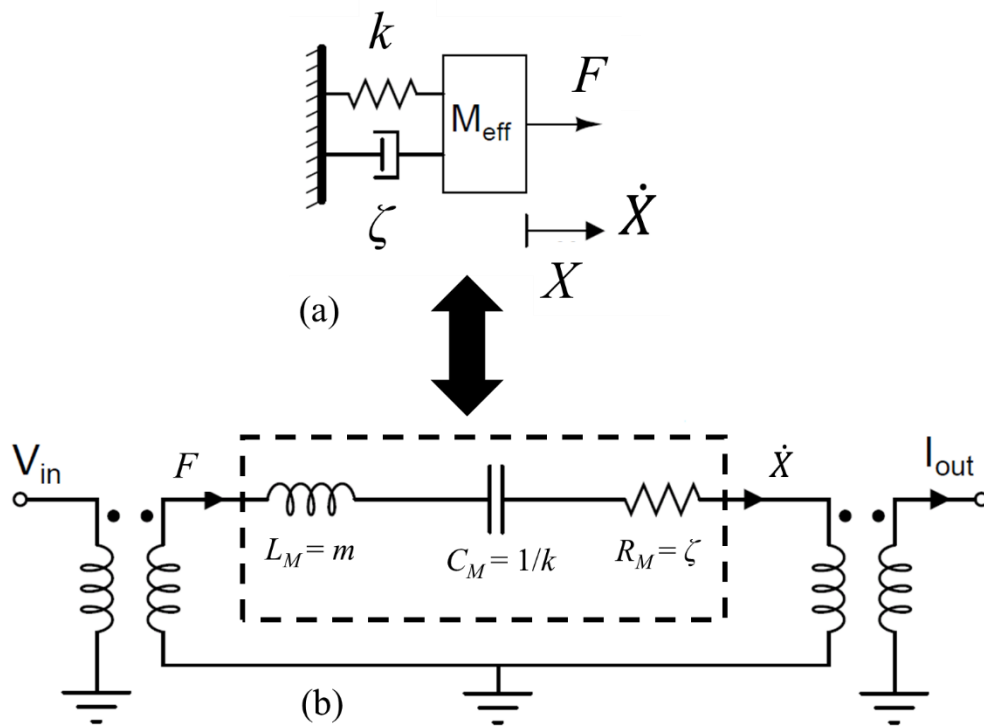 k
F
M_eff
ζ
Ẋ
X
(a)
V_in
F
Ẋ
I_out
L_M = m
C_M = 1/k
R_M = ζ
(b)